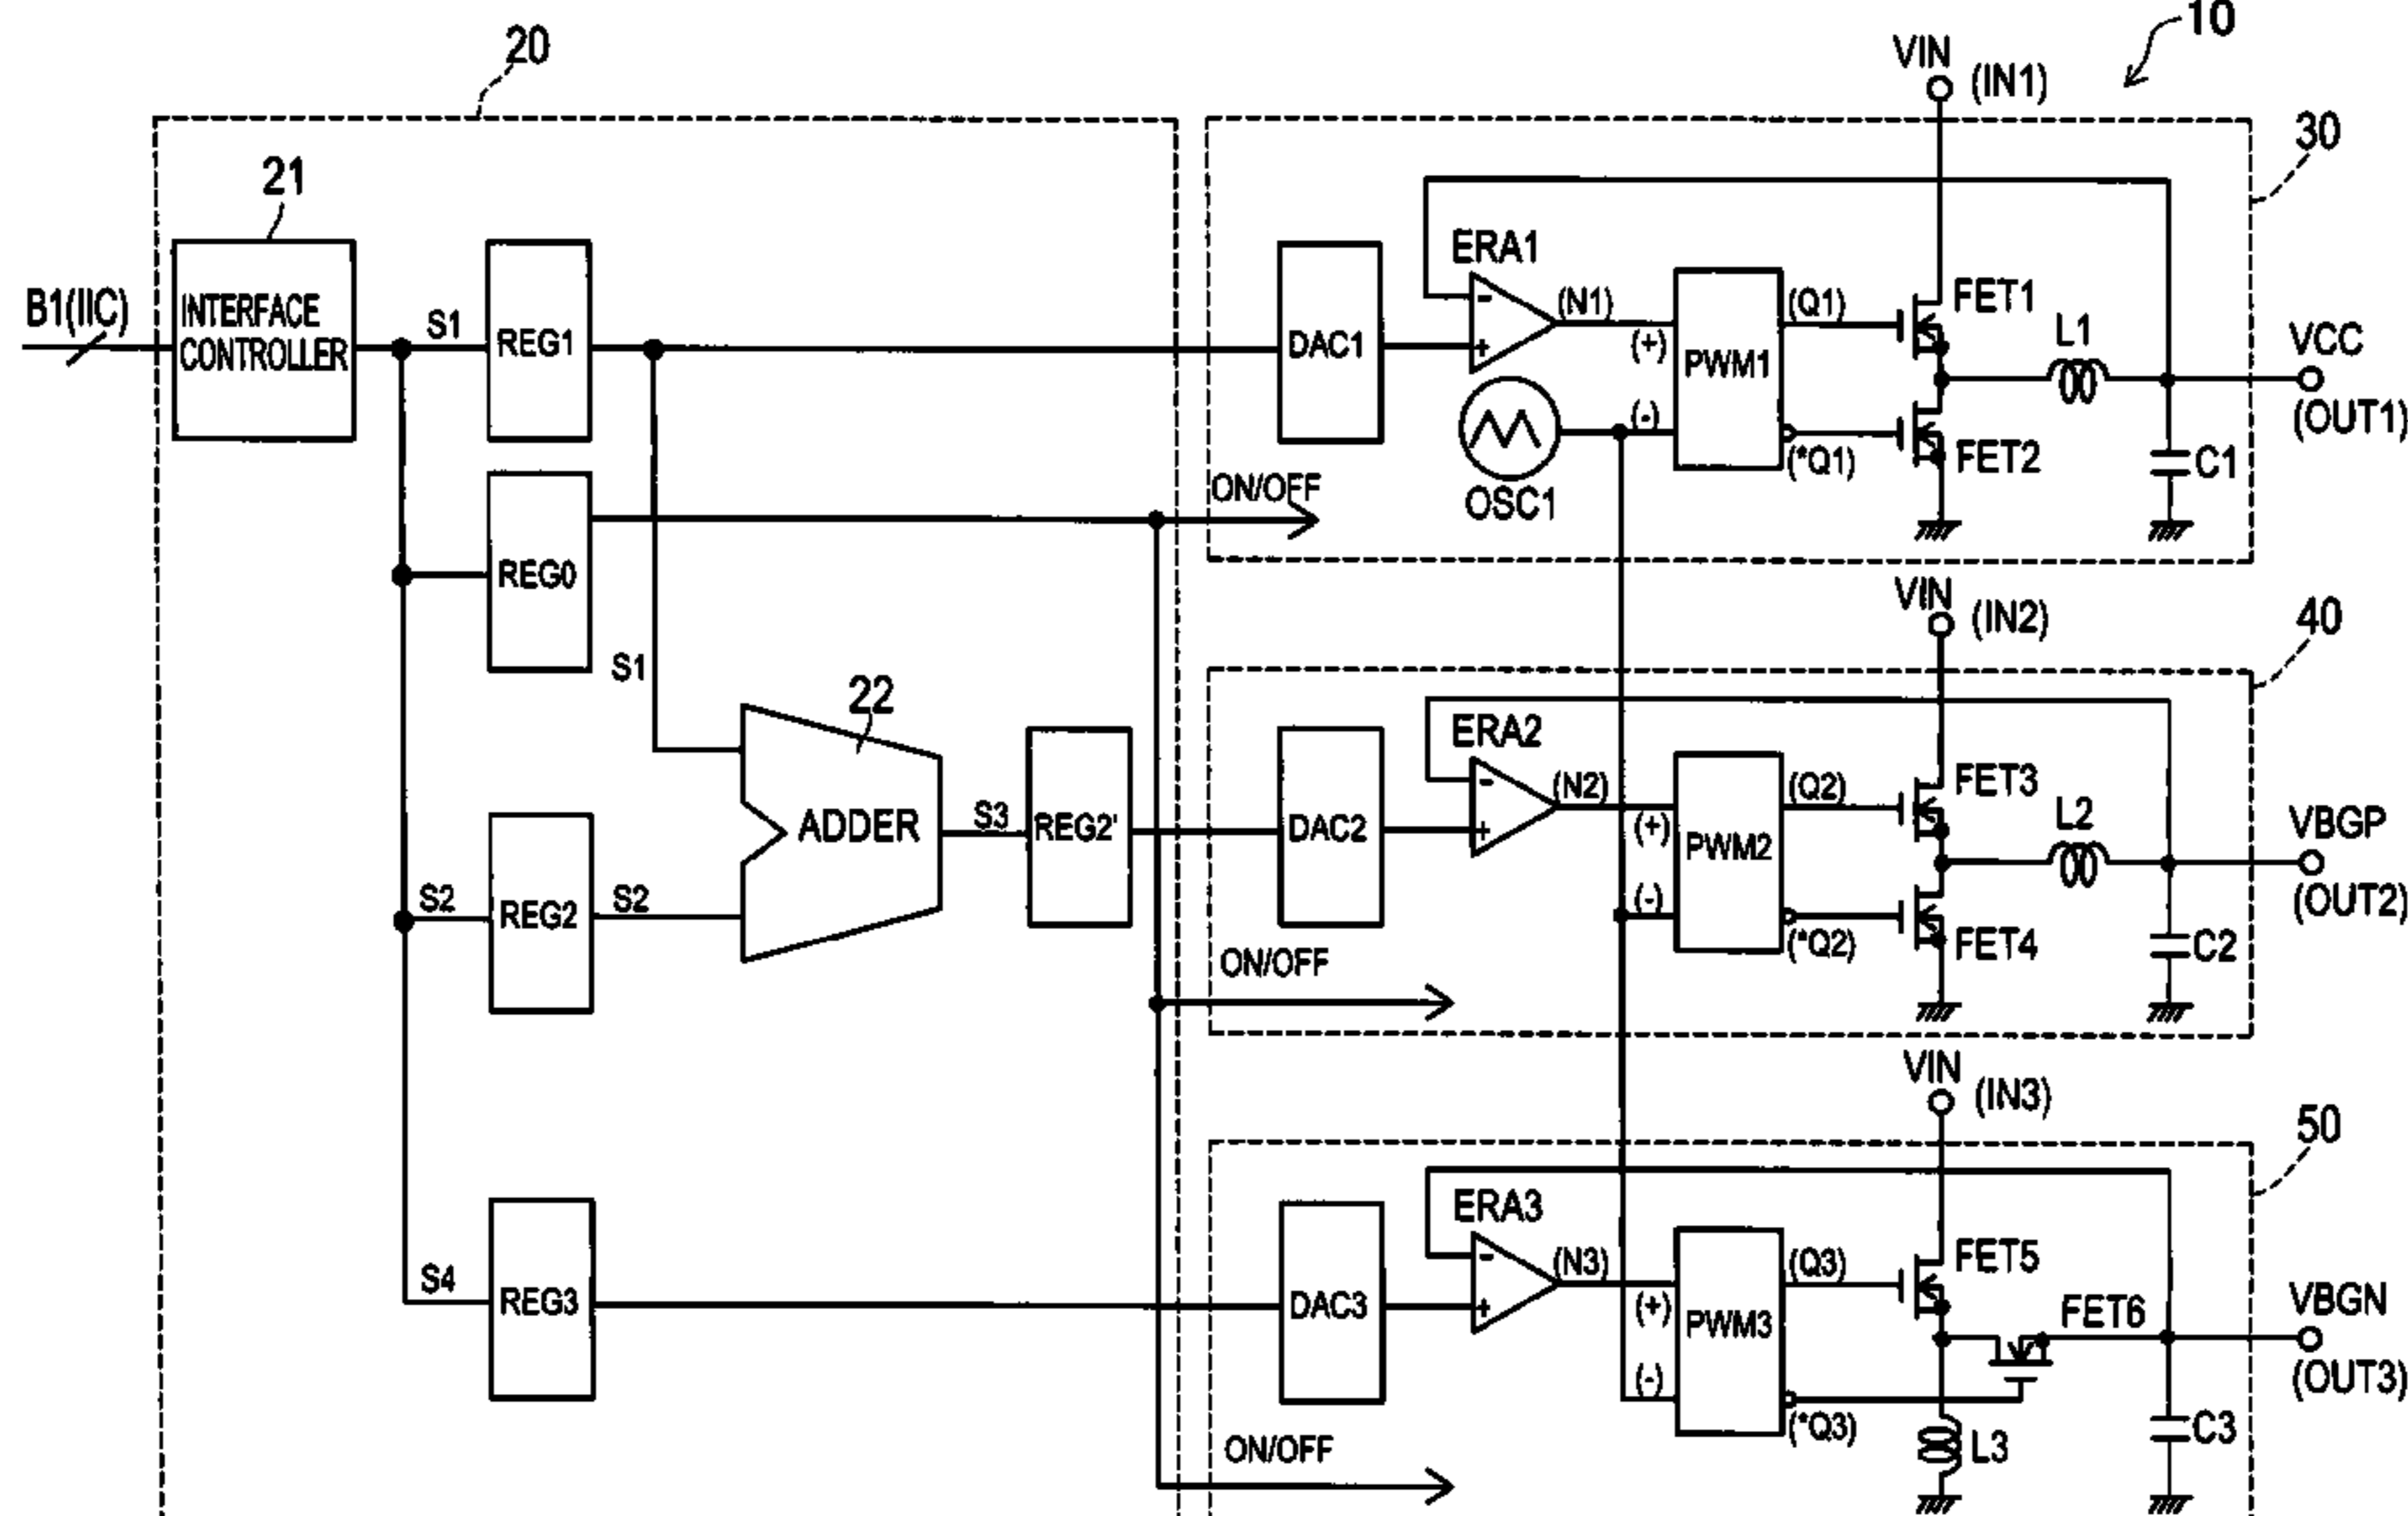 10
20
VIN
(IN1)
30
21
B1(IIC)
INTERFACE
CONTROLLER
S1
REG1
DAC1
ERA1
-
+
(N1)
(+)
(-)
PWM1
(Q1)
(*Q1)
FET1
FET2
L1
VCC
(OUT1)
C1
OSC1
ON/OFF
REG0
S1
VIN
(IN2)
40
22
ADDER
S3
REG2'
DAC2
ERA2
-
+
(N2)
(+)
(-)
PWM2
(Q2)
(*Q2)
FET3
FET4
L2
VBGP
(OUT2)
C2
S2
REG2
S2
ON/OFF
VIN
(IN3)
50
S4
REG3
DAC3
ERA3
-
+
(N3)
(+)
(-)
PWM3
(Q3)
(*Q3)
FET5
FET6
VBGN
(OUT3)
C3
L3
ON/OFF